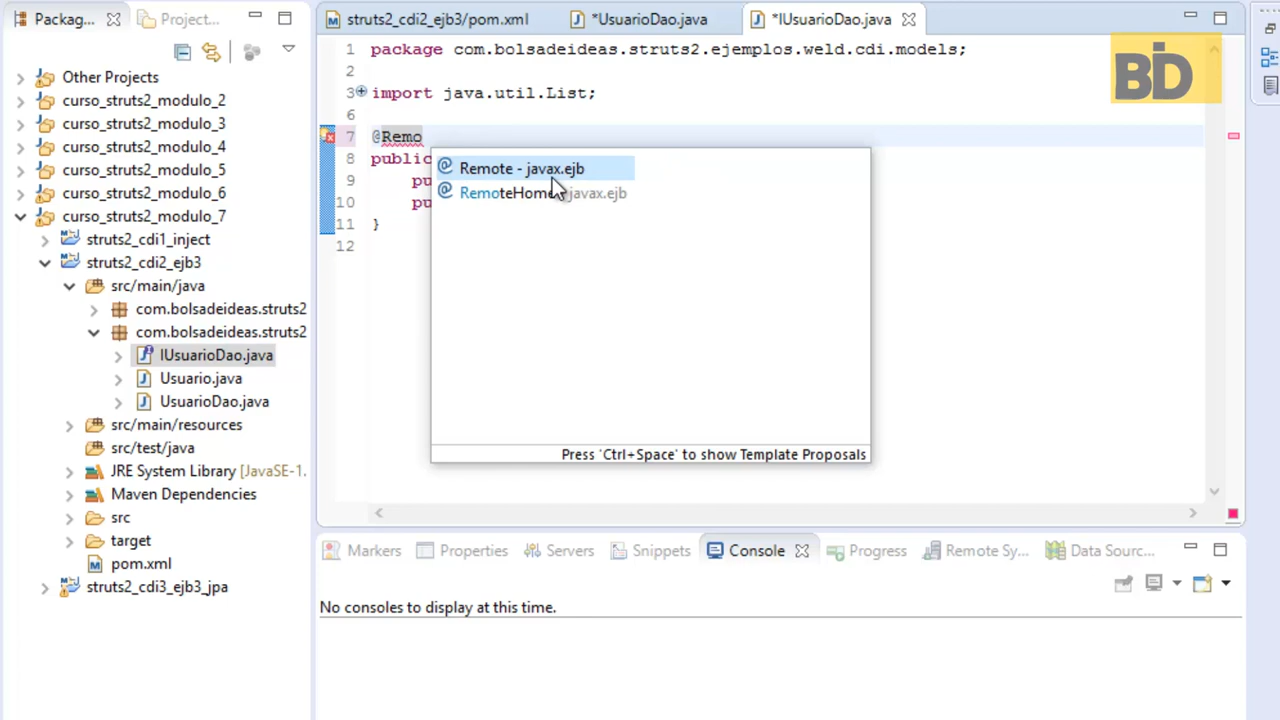 Packag...
Project...
struts2_cdi2_ejb3/pom.xml
*UsuarioDao.java
*IUsuarioDao.java
Other Projects
curso_struts2_modulo_2
curso_struts2_modulo_3
curso_struts2_modulo_4
curso_struts2_modulo_5
curso_struts2_modulo_6
curso_struts2_modulo_7
struts2_cdi1_inject
struts2_cdi2_ejb3
src/main/java
com.bolsadeideas.struts2
com.bolsadeideas.struts2
IUsuarioDao.java
Usuario.java
UsuarioDao.java
src/main/resources
src/test/java
JRE System Library [JavaSE-1.
Maven Dependencies
src
target
pom.xml
struts2_cdi3_ejb3_jpa
1 package com.bolsadeideas.struts2.ejemplos.weld.cdi.models;
2
3 import java.util.List;
6
7 @Remo
8 public
9 pu
10 pu
11 }
12
Remote - javax.ejb
RemoteHome - javax.ejb
Press 'Ctrl+Space' to show Template Proposals
BD
Markers
Properties
Servers
Snippets
Console
Progress
Remote Sy...
Data Sourc...
No consoles to display at this time.